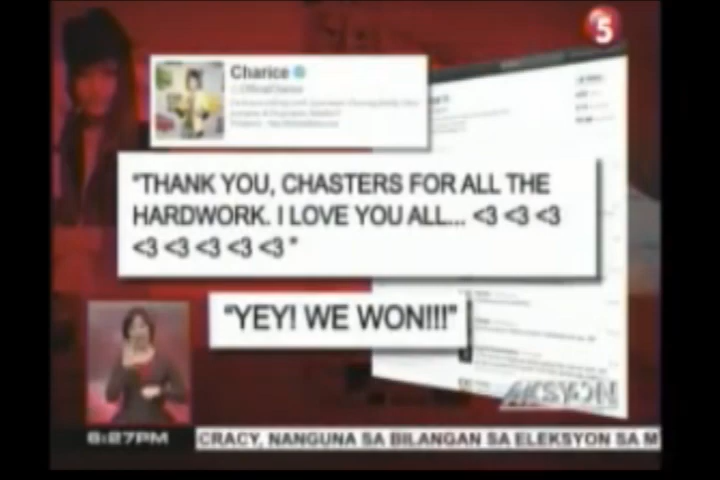 5
Charice
"THANK YOU, CHASTERS FOR ALL THE
HARDWORK. I LOVE YOU ALL... <3 <3 <3
<3 <3 <3 <3 <3 "
"YEY! WE WON!!!"
AKSYON
6:27PM
CRACY, NANGUNA SA BILANGAN SA ELEKSYON SA M